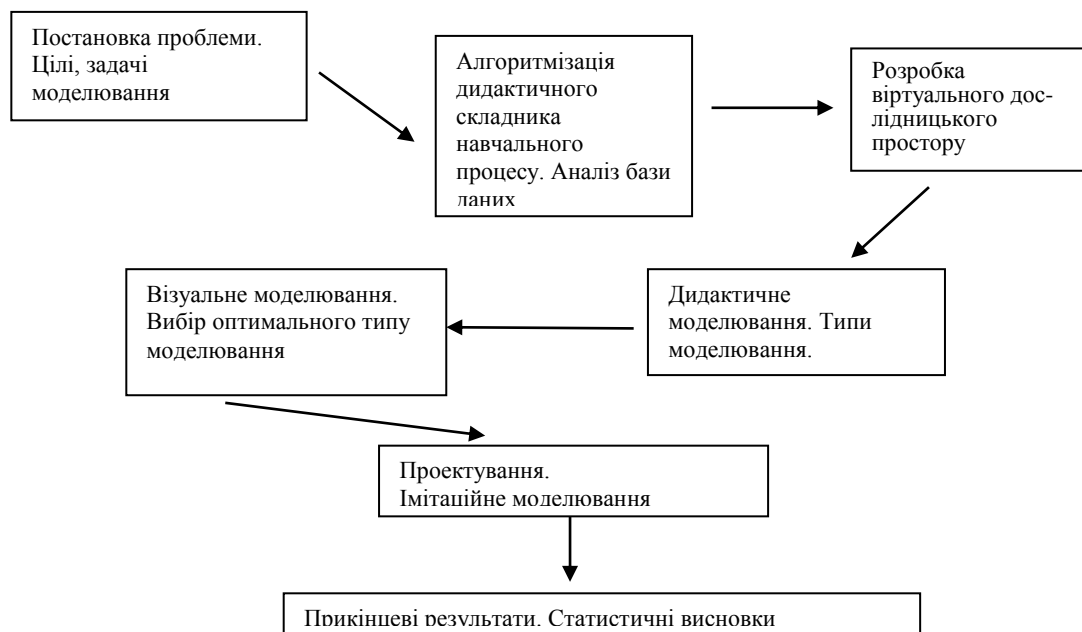 Постановка проблеми.
Цілі, задачі
моделювання
Алгоритмізація
дидактичного
складника
навчального
процесу. Аналіз бази
даних
Розробка
віртуального дос-
лідницького
простору
Візуальне моделювання.
Вибір оптимального типу
моделювання
Дидактичне
моделювання. Типи
моделювання.
Проектування.
Імітаційне моделювання
Прикінцеві результати. Статистичні висновки